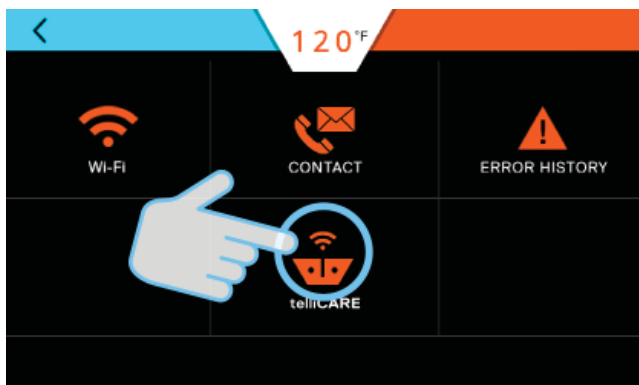 120°F
Wi-Fi
CONTACT
ERROR HISTORY
telliCARE